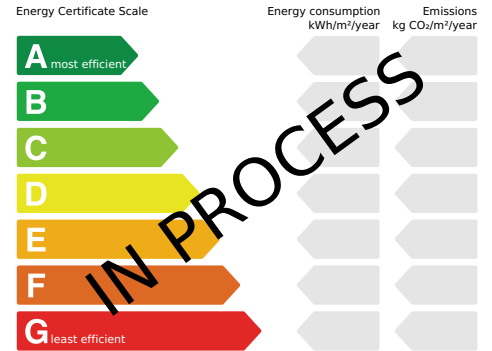 Energy Certificate Scale
Energy consumption
kWh/m²/year
Emissions
kg CO₂/m²/year
A most efficient
B
C
D
E
F
G least efficient
IN PROCESS